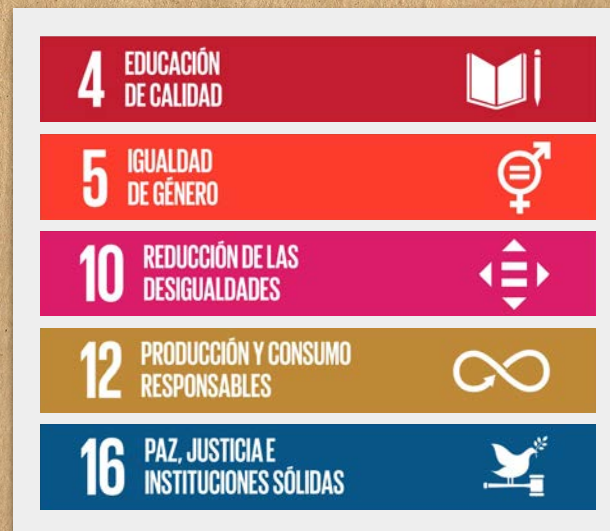 4 EDUCACIÓN
DE CALIDAD
5 IGUALDAD
DE GÉNERO
10 REDUCCIÓN DE LAS
DESIGUALDADES
12 PRODUCCIÓN Y CONSUMO
RESPONSABLES
16 PAZ, JUSTICIA E
INSTITUCIONES SÓLIDAS